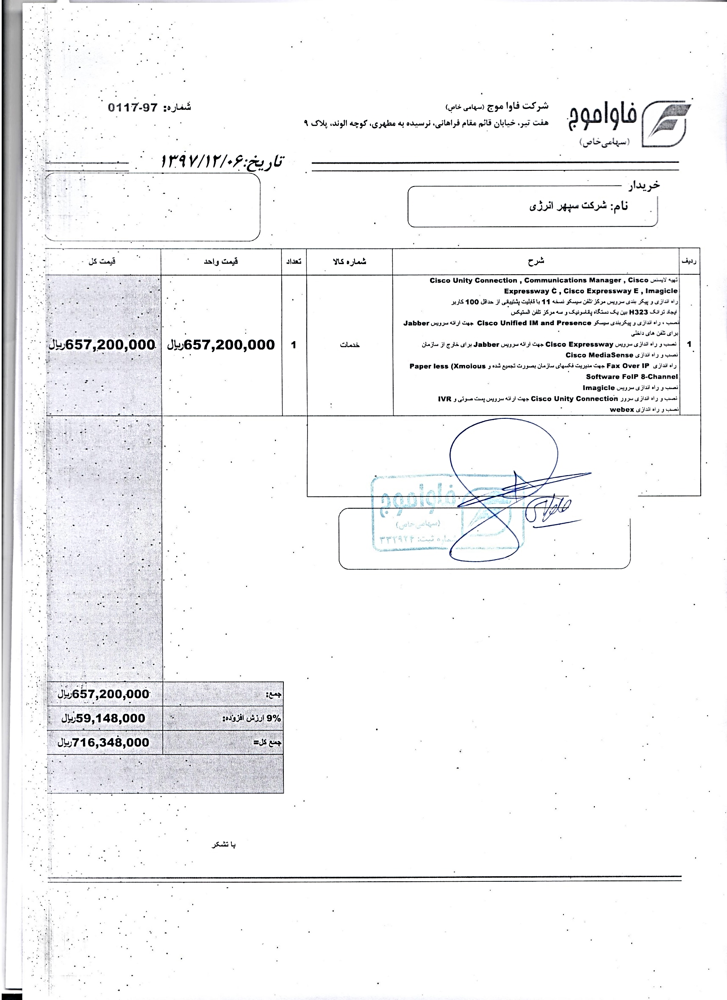 فاواموج
(سهامی خاص)
شرکت فاوا موج (سهامی خاص)
هفت تیر، خیابان قائم مقام فراهانی، نرسیده به مطهری، کوچه الوند، پلاک ۹
شماره: 97-0117
تاریخ:۱۳۹۷/۱۲/۰۶
خریدار
نام: شرکت سپهر انرژی
ردیف شرح شماره کالا تعداد قیمت واحد قیمت کل
تهیه لایسنس Cisco Unity Connection , Communications Manager , Cisco
Expressway C , Cisco Expressway E , Imagicle
راه اندازی و پیکر بندی سرویس مرکز تلفن سیسکو نسخه 11 با قابلیت پشتیبانی از حداقل 100 کاربر
ایجاد ترانک H323 بین یک دستگاه پاناسونیک و سه مرکز تلفن الستیکس
نصب ، راه اندازی و پیکربندی سیسکو Cisco Unified IM and Presence جهت ارائه سرویس Jabber
برای تلفن های داخلی
1 نصب و راه اندازی سرویس Cisco Expressway جهت ارائه سرویس Jabber برای خارج از سازمان خدمات 1 657,200,000ریال 657,200,000ریال
نصب و راه اندازی Cisco MediaSense
راه اندازی Fax Over IP جهت مدیریت فکسهای سازمان بصورت تجمیع شده و Paper less (Xmoious
Software FoIP 8-Channel
نصب و راه اندازی سرویس Imagicle
نصب و راه اندازی سرور Cisco Unity Connection جهت ارائه سرویس پست صوتی و IVR
نصب و راه اندازی webex
فاواموج
(سهامی خاص)
شماره ثبت: ۳۳۲۹۲۴
جمع: 657,200,000ریال
9% ارزش افزوده: 59,148,000ریال
جمع کل= 716,348,000ریال
با تشکر